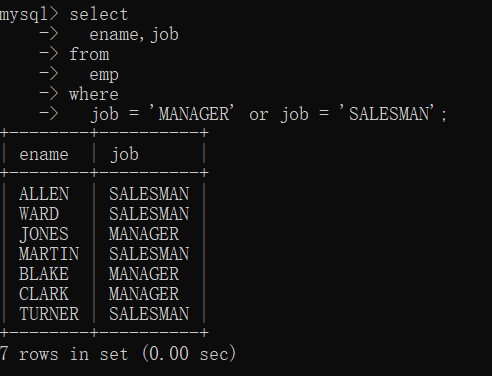 mysql> select
    ->   ename,job
    -> from
    ->   emp
    -> where
    ->   job = 'MANAGER' or job = 'SALESMAN';
+--------+----------+
| ename  | job      |
+--------+----------+
| ALLEN  | SALESMAN |
| WARD   | SALESMAN |
| JONES  | MANAGER  |
| MARTIN | SALESMAN |
| BLAKE  | MANAGER  |
| CLARK  | MANAGER  |
| TURNER | SALESMAN |
+--------+----------+
7 rows in set (0.00 sec)